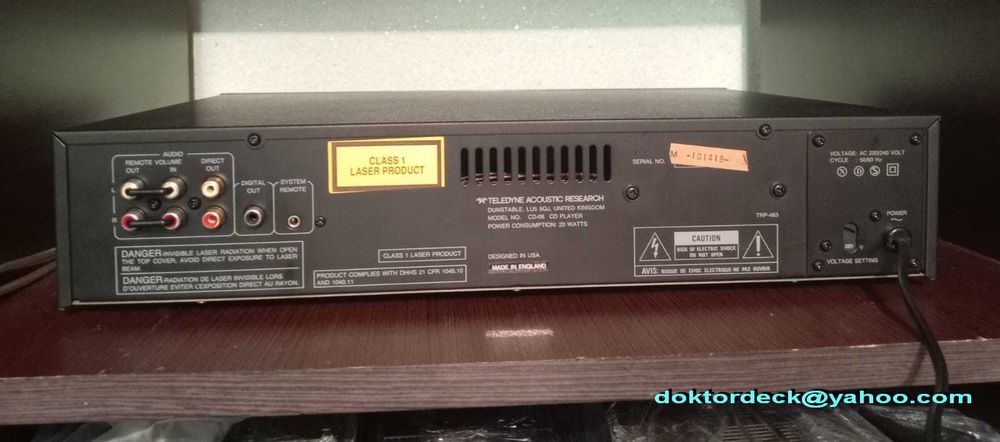 AUDIO
REMOTE VOLUME
OUT IN
DIRECT
OUT
L
R
DIGITAL
OUT
SYSTEM
REMOTE
CLASS 1
LASER PRODUCT
SERIAL NO.
M -101419-
VOLTAGE: AC 220/240 VOLT
CYCLE : 50/60 Hz
N D S
TELEDYNE ACOUSTIC RESEARCH
DUNSTABLE, LU5 5QJ, UNITED KINGDOM
MODEL NO. CD-06 CD PLAYER
POWER CONSUMPTION: 20 WATTS
TRP-463
POWER
220 V
VOLTAGE SETTING
DANGER-INVISIBLE LASER RADIATION WHEN OPEN
THE TOP COVER, AVOID DIRECT EXPOSURE TO LASER
BEAM.
DANGER-RADIATION DE LASER INVISIBLE LORS
D'OUVERTURE ÉVITER L'EXPOSITION DIRECT AU RAYON.
CLASS 1 LASER PRODUCT
PRODUCT COMPLIES WITH DHHS 21 CFR 1040.10
AND 1040.11
DESIGNED IN USA
MADE IN ENGLAND
CAUTION
RISK OF ELECTRIC SHOCK
DO NOT OPEN
AVIS: RISQUE DE CHOC ELECTRIQUE-NE PAS OUVRIR.
doktordeck@yahoo.com